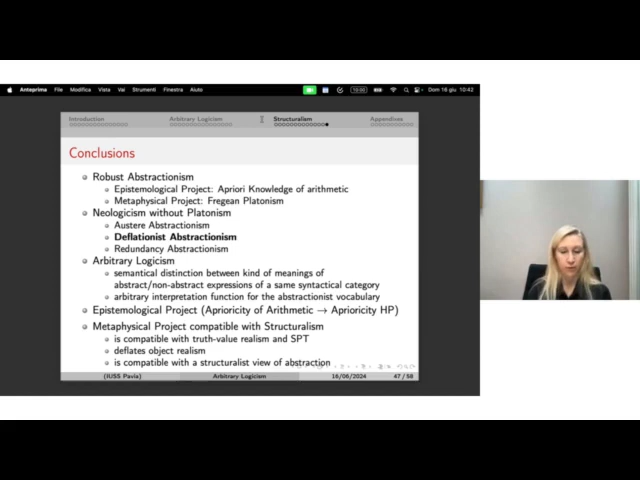 Anteprima File Modifica Vista Vai Strumenti Finestra Aiuto Dom 16 giu 10:42
Introduction Arbitrary Logicism Structuralism Appendices
Conclusions
Robust Abstractionism
Epistemological Project: Apriori Knowledge of arithmetic
Metaphysical Project: Fregean Platonism
Neologicism without Platonism
Austere Abstractionism
Deflationist Abstractionism
Redundancy Abstractionism
Arbitrary Logicism
semantical distinction between kind of meanings of
abstract/non-abstract expressions of a same syntactical category
arbitrary interpretation function for the abstractionist vocabulary
Epistemological Project (Aprioricity of Arithmetic → Aprioricity HP)
Metaphysical Project compatible with Structuralism
is compatible with truth-value realism and SPT
deflates object realism
is compatible with a structuralist view of abstraction
(IUSS Pavia) Arbitrary Logicism 16/06/2024 47 / 58